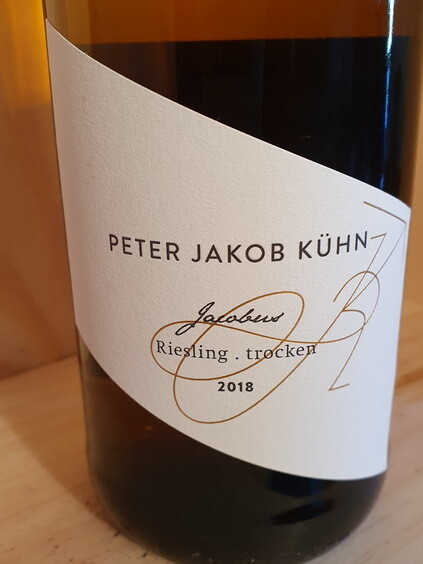 PETER JAKOB KÜHN
Jacobus
Riesling . trocken
2018